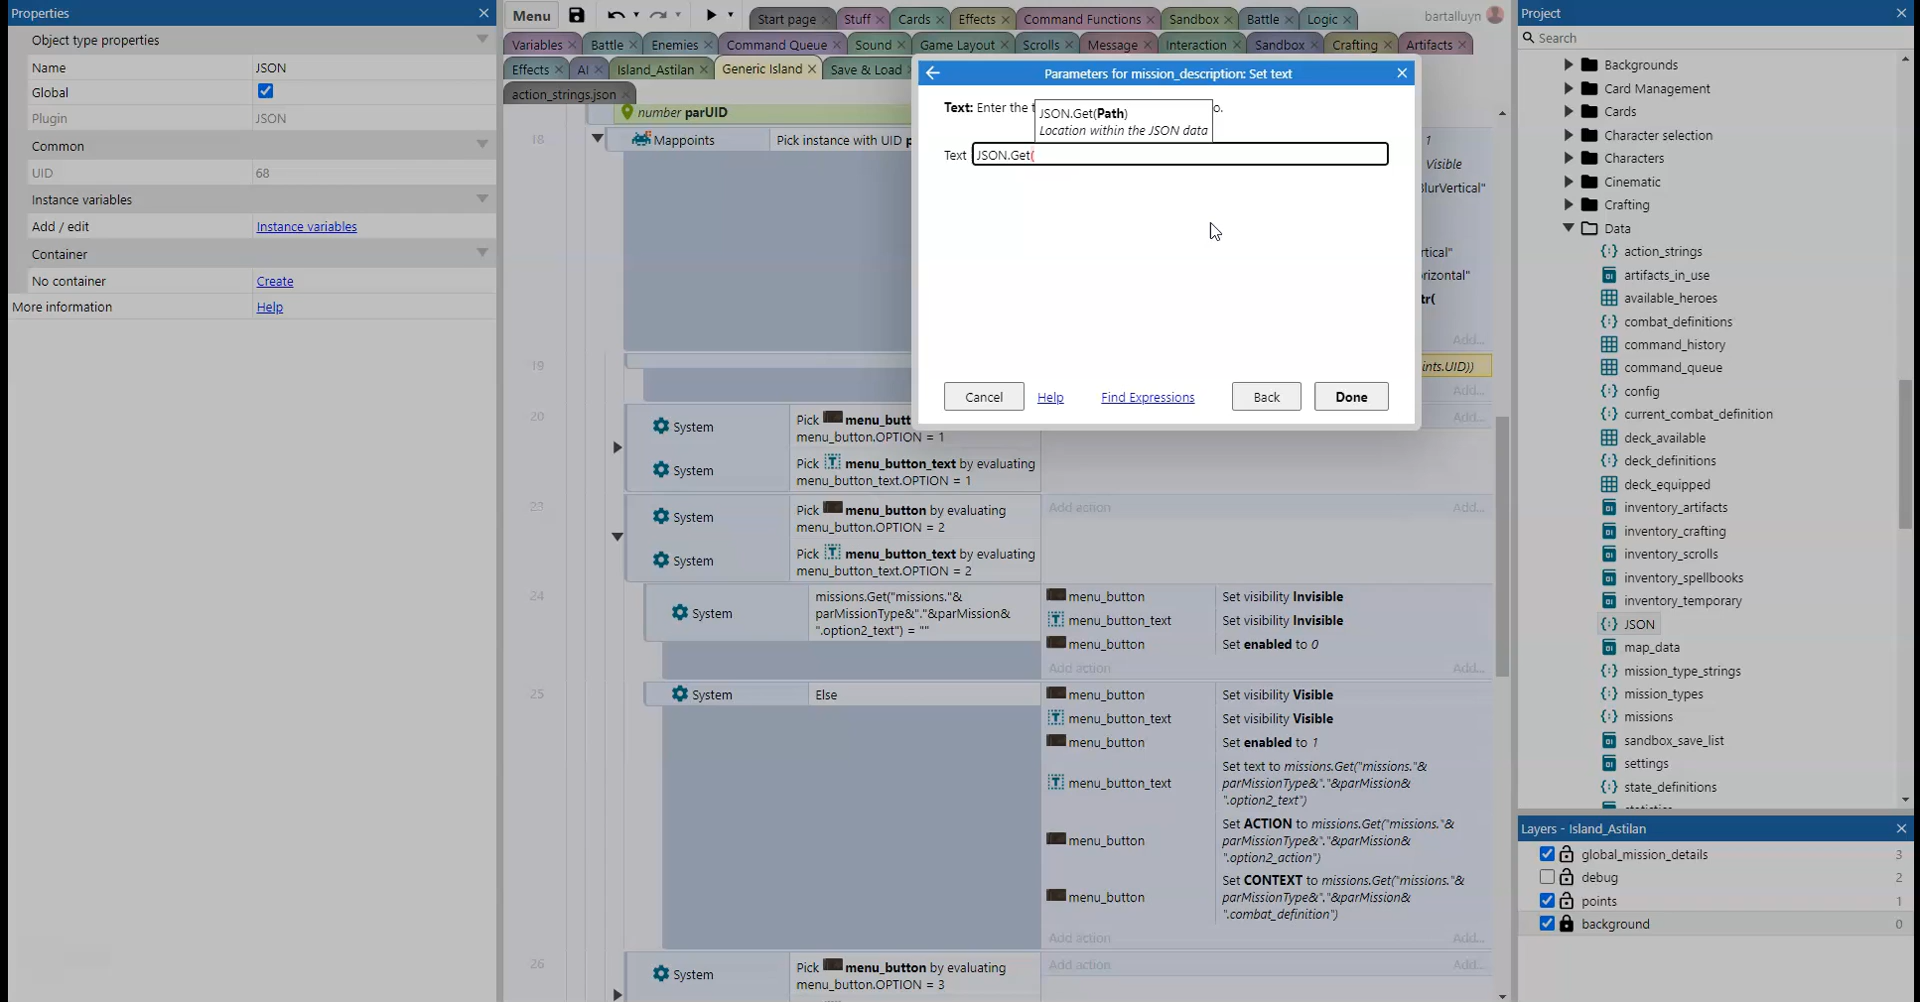 Properties
Object type properties
Name JSON
Global
Plugin JSON
Common
UID 68
Instance variables
Add / edit Instance variables
Container
No container Create
More information Help
Menu
Start page Stuff Cards Effects Command Functions Sandbox Battle Logic
bartalluyn
Variables Battle Enemies Command Queue Sound Game Layout Scrolls Message Interaction Sandbox Crafting Artifacts
Effects AI Island_Astilan Generic Island Save & Load
action_strings.json
number parUID
18 Mappoints Pick instance with UID
19
Add...
ints.UID))
Add...
Parameters for mission_description: Set text
Text: Enter the
JSON.Get(Path)
Location within the JSON data
Text JSON.Get(
Cancel Help Find Expressions Back Done
1
Visible
BlurVertical"
rtical"
rizontal"
tr(
20 System Pick menu_butt
menu_button.OPTION = 1
System Pick menu_button_text by evaluating
menu_button_text.OPTION = 1
Add...
23 System Pick menu_button by evaluating
menu_button.OPTION = 2
System Pick menu_button_text by evaluating
menu_button_text.OPTION = 2
Add action Add...
24 System missions.Get("missions."&
parMissionType&"."&parMission&
".option2_text") = ""
menu_button Set visibility Invisible
menu_button_text Set visibility Invisible
menu_button Set enabled to 0
Add action Add...
25 System Else
menu_button Set visibility Visible
menu_button_text Set visibility Visible
menu_button Set enabled to 1
menu_button_text Set text to missions.Get("missions."&
parMissionType&"."&parMission&
".option2_text")
menu_button Set ACTION to missions.Get("missions."&
parMissionType&"."&parMission&
".option2_action")
menu_button Set CONTEXT to missions.Get("missions."&
parMissionType&"."&parMission&
".combat_definition")
Add action Add...
26 System Pick menu_button by evaluating
menu_button.OPTION = 3
Add action Add...
Project
Search
Backgrounds
Card Management
Cards
Character selection
Characters
Cinematic
Crafting
Data
action_strings
artifacts_in_use
available_heroes
combat_definitions
command_history
command_queue
config
current_combat_definition
deck_available
deck_definitions
deck_equipped
inventory_artifacts
inventory_crafting
inventory_scrolls
inventory_spellbooks
inventory_temporary
JSON
map_data
mission_type_strings
mission_types
missions
sandbox_save_list
settings
state_definitions
Layers - Island_Astilan
global_mission_details 3
debug 2
points 1
background 0